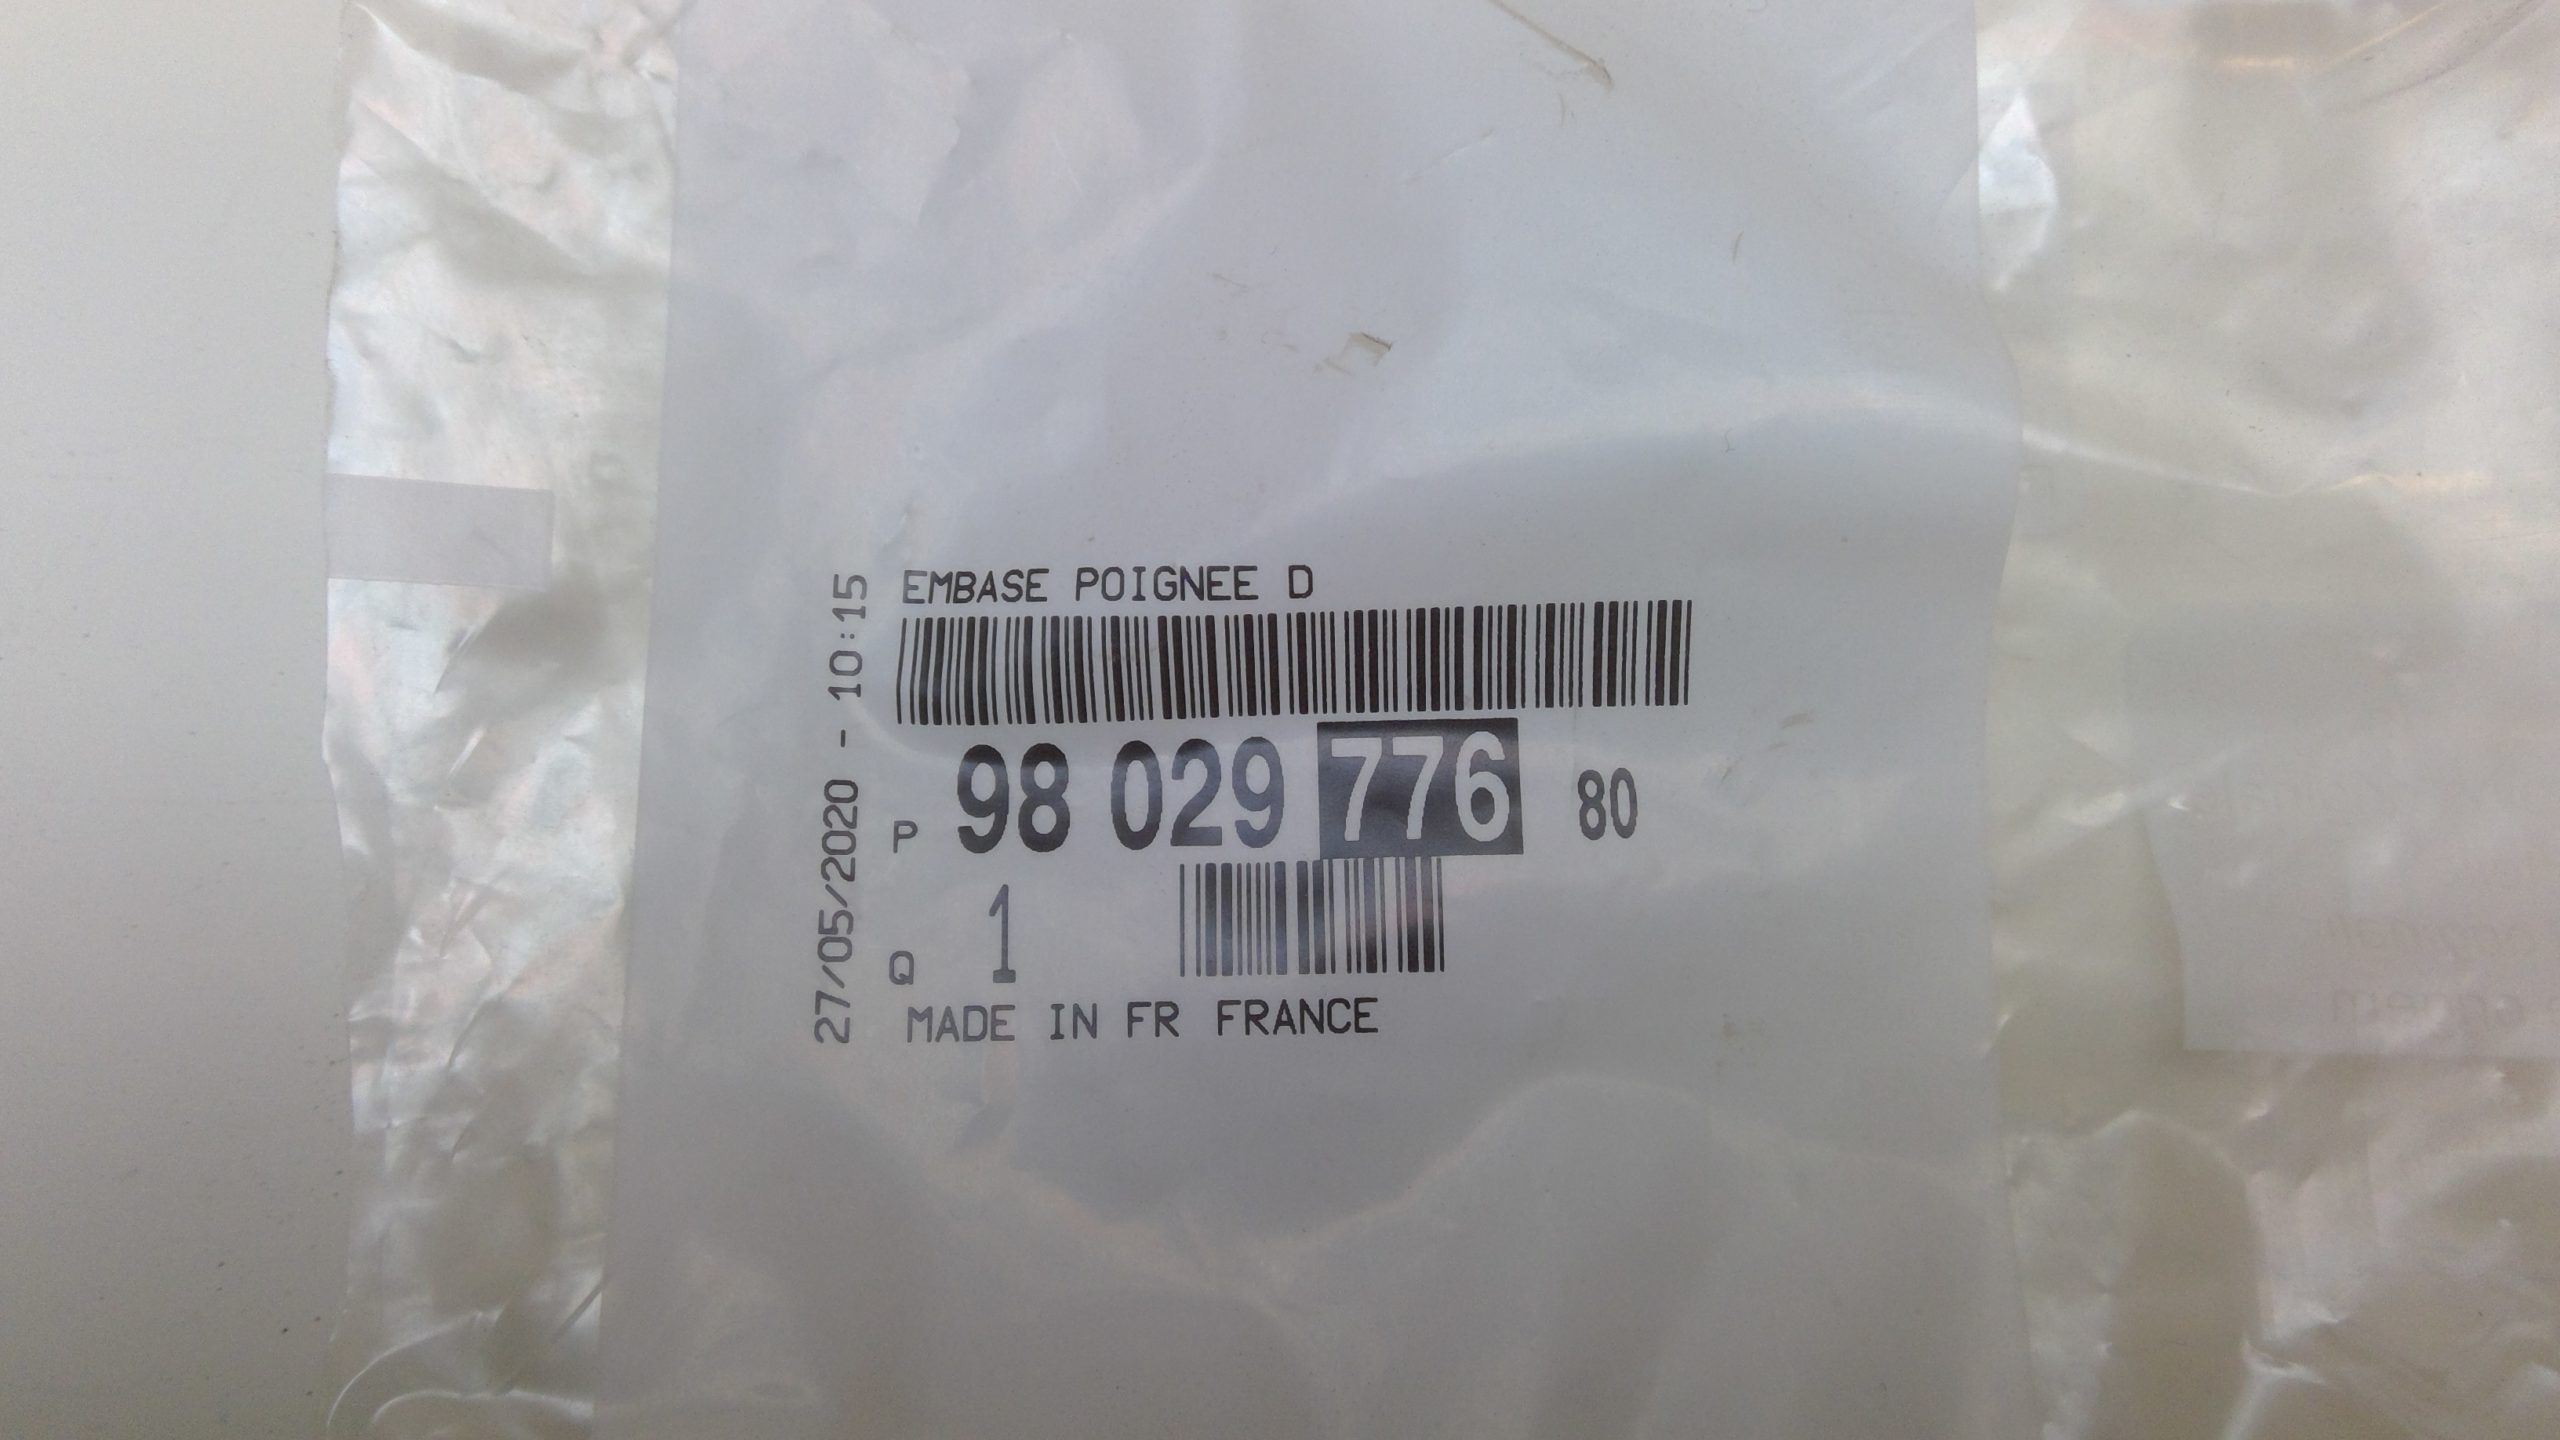 EMBASE POIGNEE D
27/05/2020 - 10:15
P 98 029 776 80
Q 1
MADE IN FR FRANCE